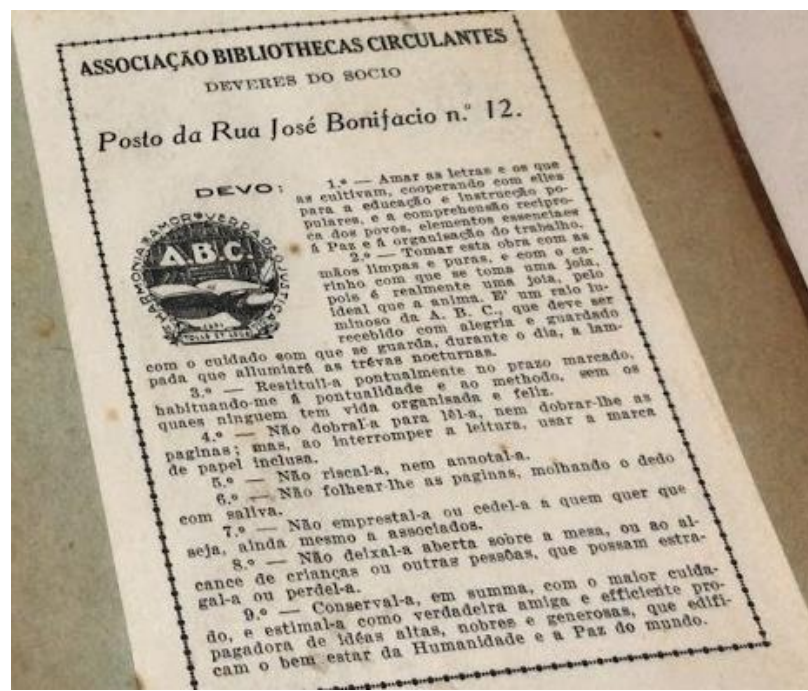 ASSOCIAÇÃO BIBLIOTHECAS CIRCULANTES
DEVERES DO SOCIO
Posto da Rua José Bonifacio n.º 12.
DEVO:
HARMONIA AMOR VERDADE JUSTIÇA
A.B.C.
TOLLE ET LEGE
1.º — Amar as letras e os que
as cultivam, cooperando com elles
para a educação e instrucção po-
pulares, e a comprehensão recipro-
ca dos povos, elementos essenciaes
á Paz e á organisação do trabalho.
2.º — Tomar esta obra com as
mãos limpas e puras, e com o ca-
rinho com que se toma uma joia,
pois é realmente uma joia, pelo
ideal que a anima. E' um raio lu-
minoso da A. B. C., que deve ser
recebido com alegria e guardado
com o cuidado com que se guarda, durante o dia, a lam-
pada que allumiará as trévas nocturnas.
3.º — Restituil-a pontualmente no prazo marcado,
habituando-me á pontualidade e ao methodo, sem os
quaes ninguem tem vida organisada e feliz.
4.º — Não dobral-a para lêl-a, nem dobrar-lhe as
paginas; mas, ao interromper a leitura, usar a marca
de papel inclusa.
5.º — Não riscal-a, nem annotal-a.
6.º — Não folhear-lhe as paginas, molhando o dedo
com saliva.
7.º — Não emprestal-a ou cedel-a a quem quer que
seja, ainda mesmo a associados.
8.º — Não deixal-a aberta sobre a mesa, ou ao al-
cance de crianças ou outras pessôas, que possam estra-
gal-a ou perdel-a.
9.º — Conserval-a, em summa, com o maior cuida-
do, e estimal-a como verdadeira amiga e efficiente pro-
pagadora de idéas altas, nobres e generosas, que edifi-
cam o bem estar da Humanidade e a Paz do mundo.